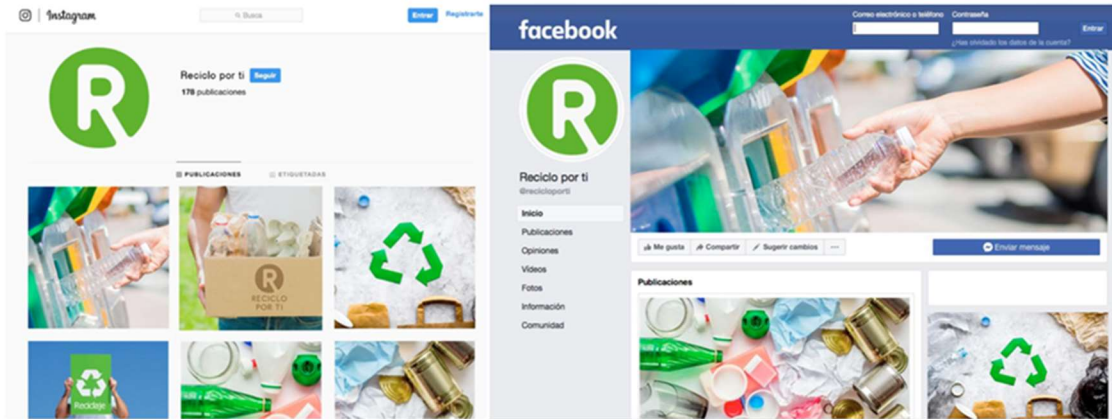 Instagram
Busca
Entrar
Registrarte
Reciclo por ti
Seguir
178 publicaciones
PUBLICACIONES
ETIQUETADAS
R
RECICLO
POR TI
Reciclaje
facebook
Correo electrónico o teléfono
Contraseña
Entrar
¿Has olvidado los datos de la cuenta?
R
Reciclo por ti
@recicloporti
Inicio
Publicaciones
Opiniones
Vídeos
Fotos
Información
Comunidad
Me gusta
Compartir
Sugerir cambios
Enviar mensaje
Publicaciones